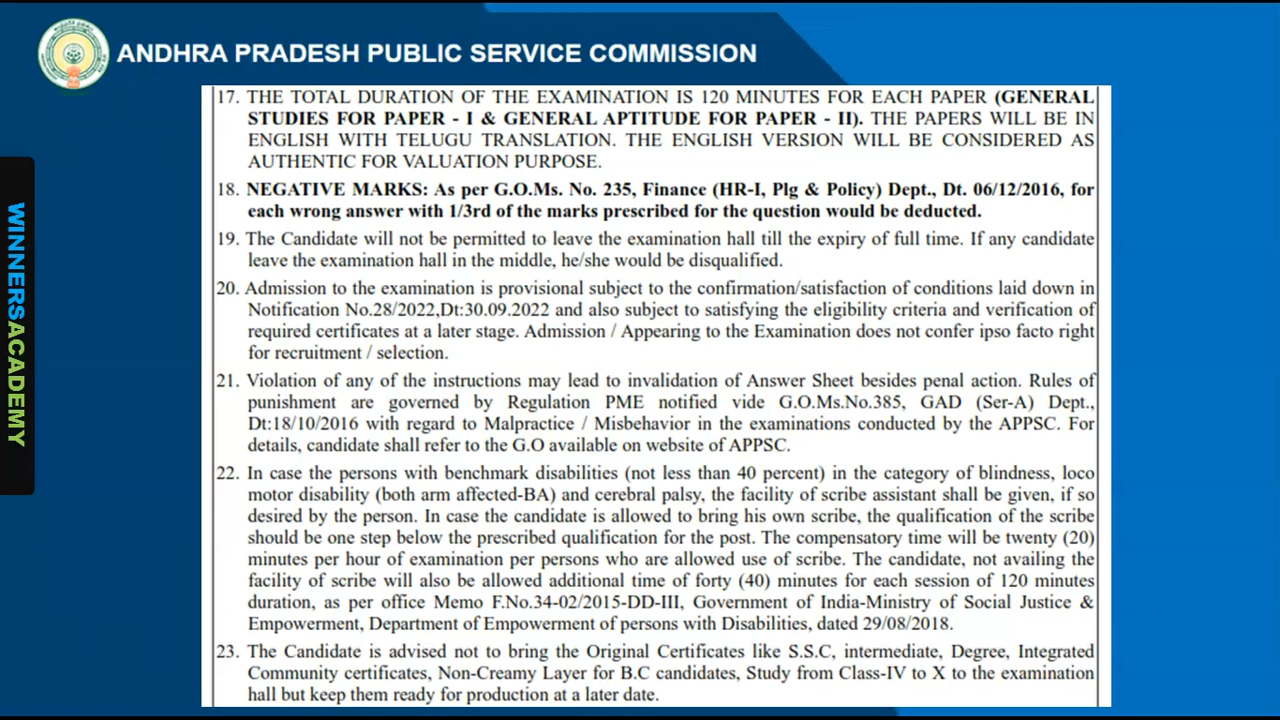 ANDHRA PRADESH PUBLIC SERVICE COMMISSION
17. THE TOTAL DURATION OF THE EXAMINATION IS 120 MINUTES FOR EACH PAPER (GENERAL
STUDIES FOR PAPER - I & GENERAL APTITUDE FOR PAPER - II). THE PAPERS WILL BE IN
ENGLISH WITH TELUGU TRANSLATION. THE ENGLISH VERSION WILL BE CONSIDERED AS
AUTHENTIC FOR VALUATION PURPOSE.
18. NEGATIVE MARKS: As per G.O.Ms. No. 235, Finance (HR-I, Plg & Policy) Dept., Dt. 06/12/2016, for
each wrong answer with 1/3rd of the marks prescribed for the question would be deducted.
19. The Candidate will not be permitted to leave the examination hall till the expiry of full time. If any candidate
leave the examination hall in the middle, he/she would be disqualified.
20. Admission to the examination is provisional subject to the confirmation/satisfaction of conditions laid down in
Notification No.28/2022,Dt:30.09.2022 and also subject to satisfying the eligibility criteria and verification of
required certificates at a later stage. Admission / Appearing to the Examination does not confer ipso facto right
for recruitment / selection.
21. Violation of any of the instructions may lead to invalidation of Answer Sheet besides penal action. Rules of
punishment are governed by Regulation PME notified vide G.O.Ms.No.385, GAD (Ser-A) Dept.,
Dt:18/10/2016 with regard to Malpractice / Misbehavior in the examinations conducted by the APPSC. For
details, candidate shall refer to the G.O available on website of APPSC.
22. In case the persons with benchmark disabilities (not less than 40 percent) in the category of blindness, loco
motor disability (both arm affected-BA) and cerebral palsy, the facility of scribe assistant shall be given, if so
desired by the person. In case the candidate is allowed to bring his own scribe, the qualification of the scribe
should be one step below the prescribed qualification for the post. The compensatory time will be twenty (20)
minutes per hour of examination per persons who are allowed use of scribe. The candidate, not availing the
facility of scribe will also be allowed additional time of forty (40) minutes for each session of 120 minutes
duration, as per office Memo F.No.34-02/2015-DD-III, Government of India-Ministry of Social Justice &
Empowerment, Department of Empowerment of persons with Disabilities, dated 29/08/2018.
23. The Candidate is advised not to bring the Original Certificates like S.S.C, intermediate, Degree, Integrated
Community certificates, Non-Creamy Layer for B.C candidates, Study from Class-IV to X to the examination
hall but keep them ready for production at a later date.
WINNERSACADEMY